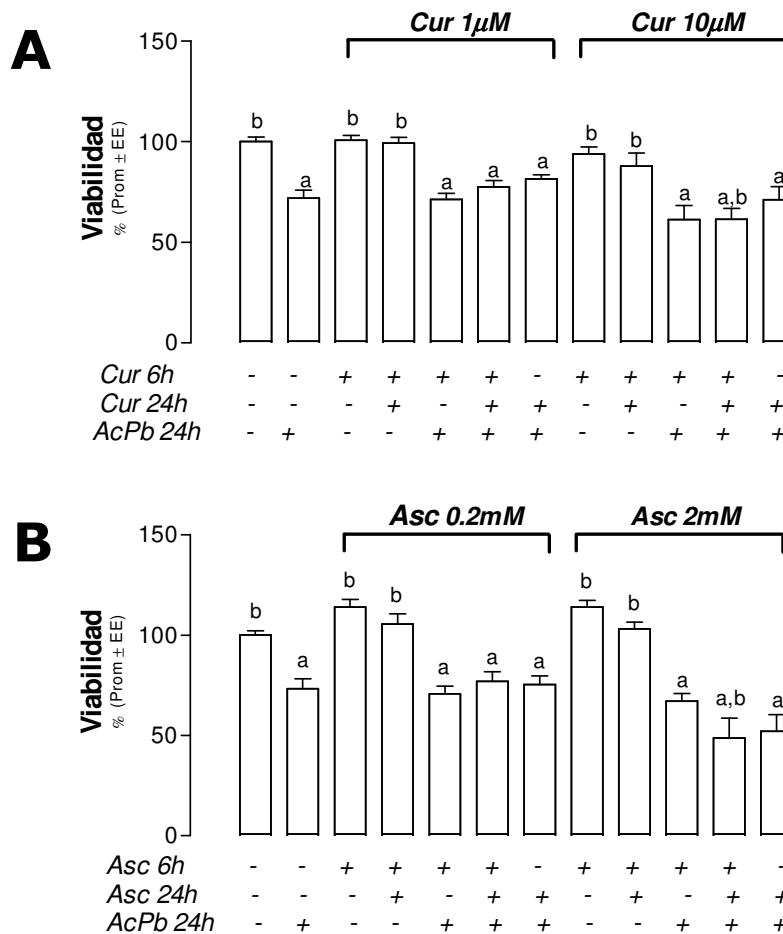 A
Cur 1µM Cur 10µM
Viabilidad
% (Prom ± EE)
150
100
50
0
b a b b a a a b b a a,b a
Cur 6h - - + + + + - + + + + -
Cur 24h - - - + - + + - + - + +
AcPb 24h - + - - + + + - - + + +
B
Asc 0.2mM Asc 2mM
Viabilidad
% (Prom ± EE)
150
100
50
0
b a b b a a a b b a a,b a
Asc 6h - - + + + + - + + + + -
Asc 24h - - - + - + + - + - + +
AcPb 24h - + - - + + + - - + + +